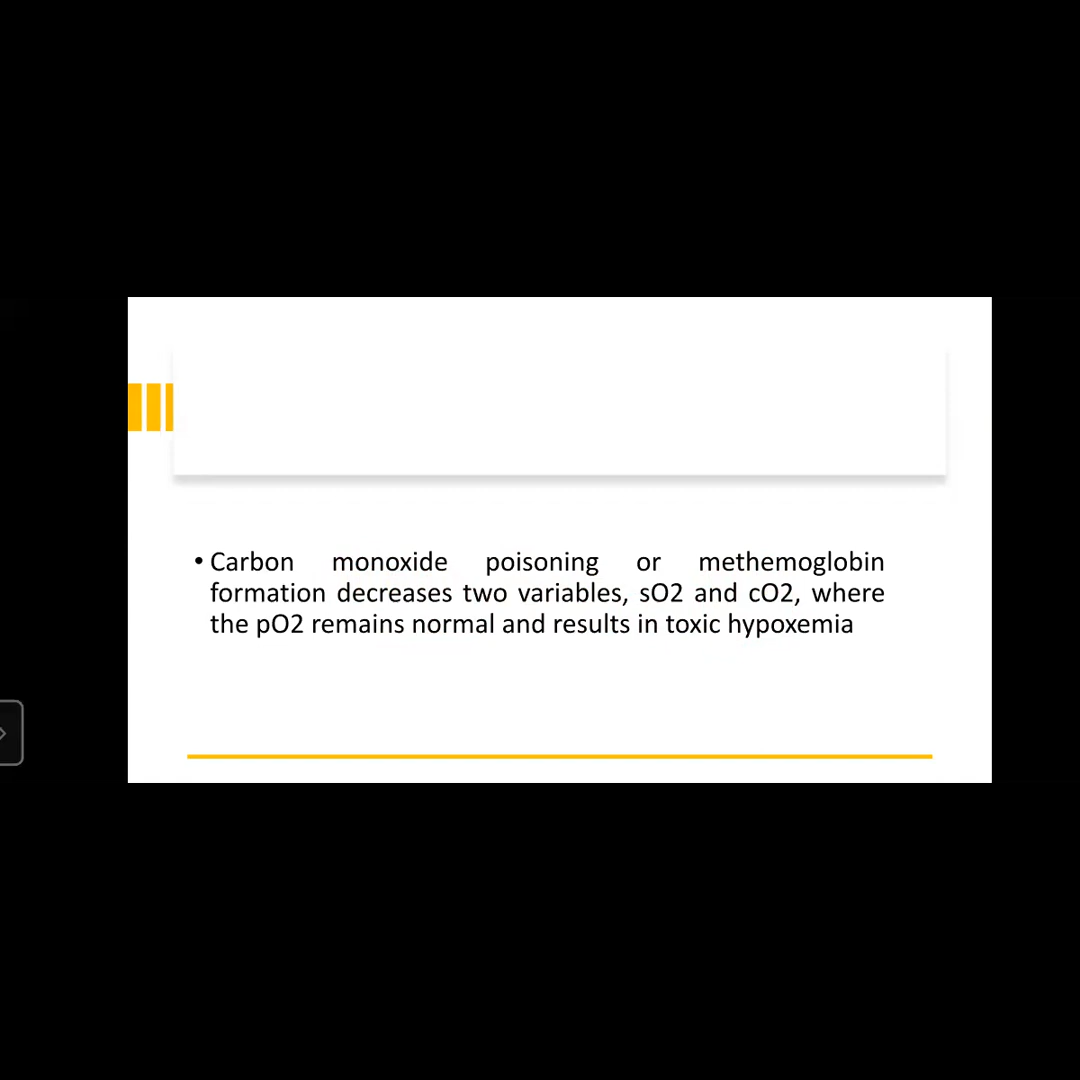 • Carbon monoxide poisoning or methemoglobin
formation decreases two variables, sO2 and cO2, where
the pO2 remains normal and results in toxic hypoxemia